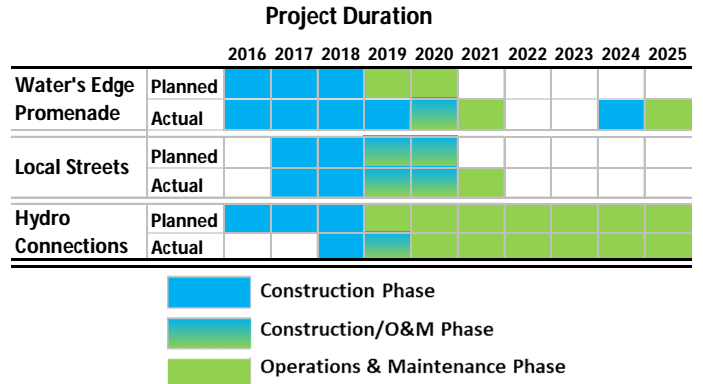 Project Duration
2016 2017 2018 2019 2020 2021 2022 2023 2024 2025
Water's Edge
Promenade
Planned
Actual
Local Streets
Planned
Actual
Hydro
Connections
Planned
Actual
Construction Phase
Construction/O&M Phase
Operations & Maintenance Phase